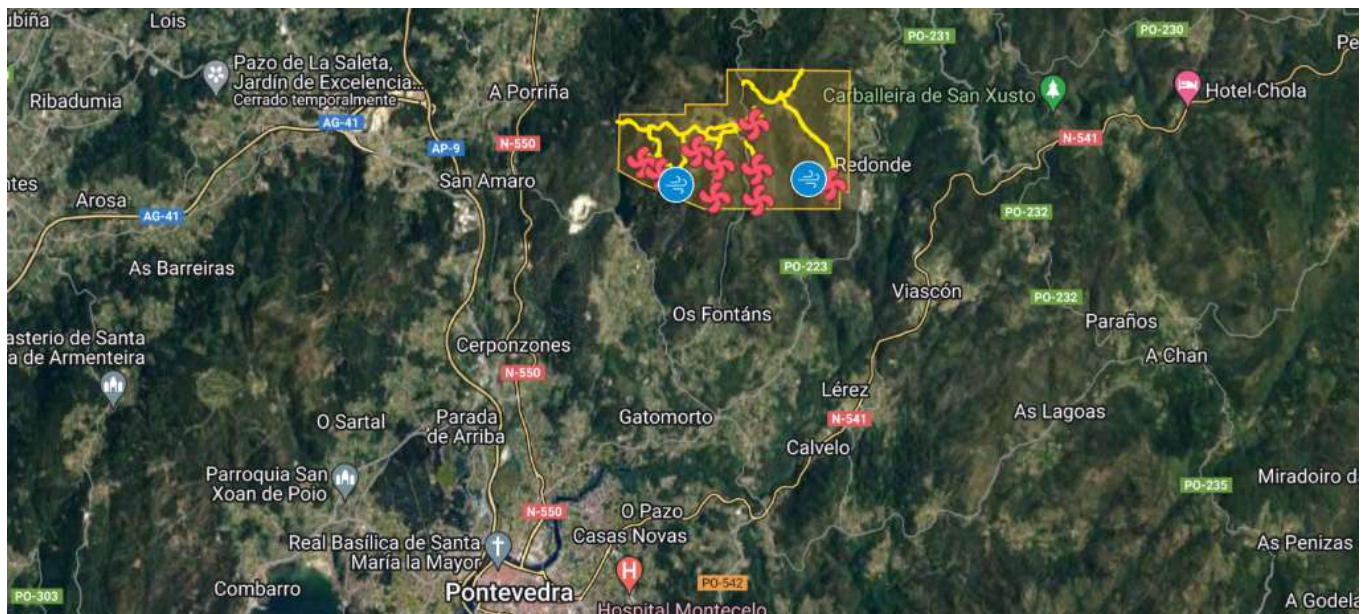 ubiña
Lois
PO-231
PO-230
Pe
Pazo de La Saleta,
Jardín de Excelencia...
Cerrado temporalmente
A Porriña
Carballeira de San Xusto
Hotel Chola
Ribadumia
AG-41
AP-9
N-550
N-541
Redonde
San Amaro
ntes
Arosa
AG-41
PO-232
As Barreiras
PO-223
Viascón
PO-232
Os Fontáns
Paraños
asterio de Santa
a de Armenteira
Cerponzones
A Chan
N-550
Lérez
O Sartal
Parada
de Arriba
Gatomorto
N-541
As Lagoas
Calvelo
Parroquia San
Xoan de Poio
Miradoiro da
PO-235
N-550
O Pazo
Real Basílica de Santa
María la Mayor
Casas Novas
As Penizas
Combarro
Pontevedra
PO-542
PO-303
Hospital Montecelo
A Godela